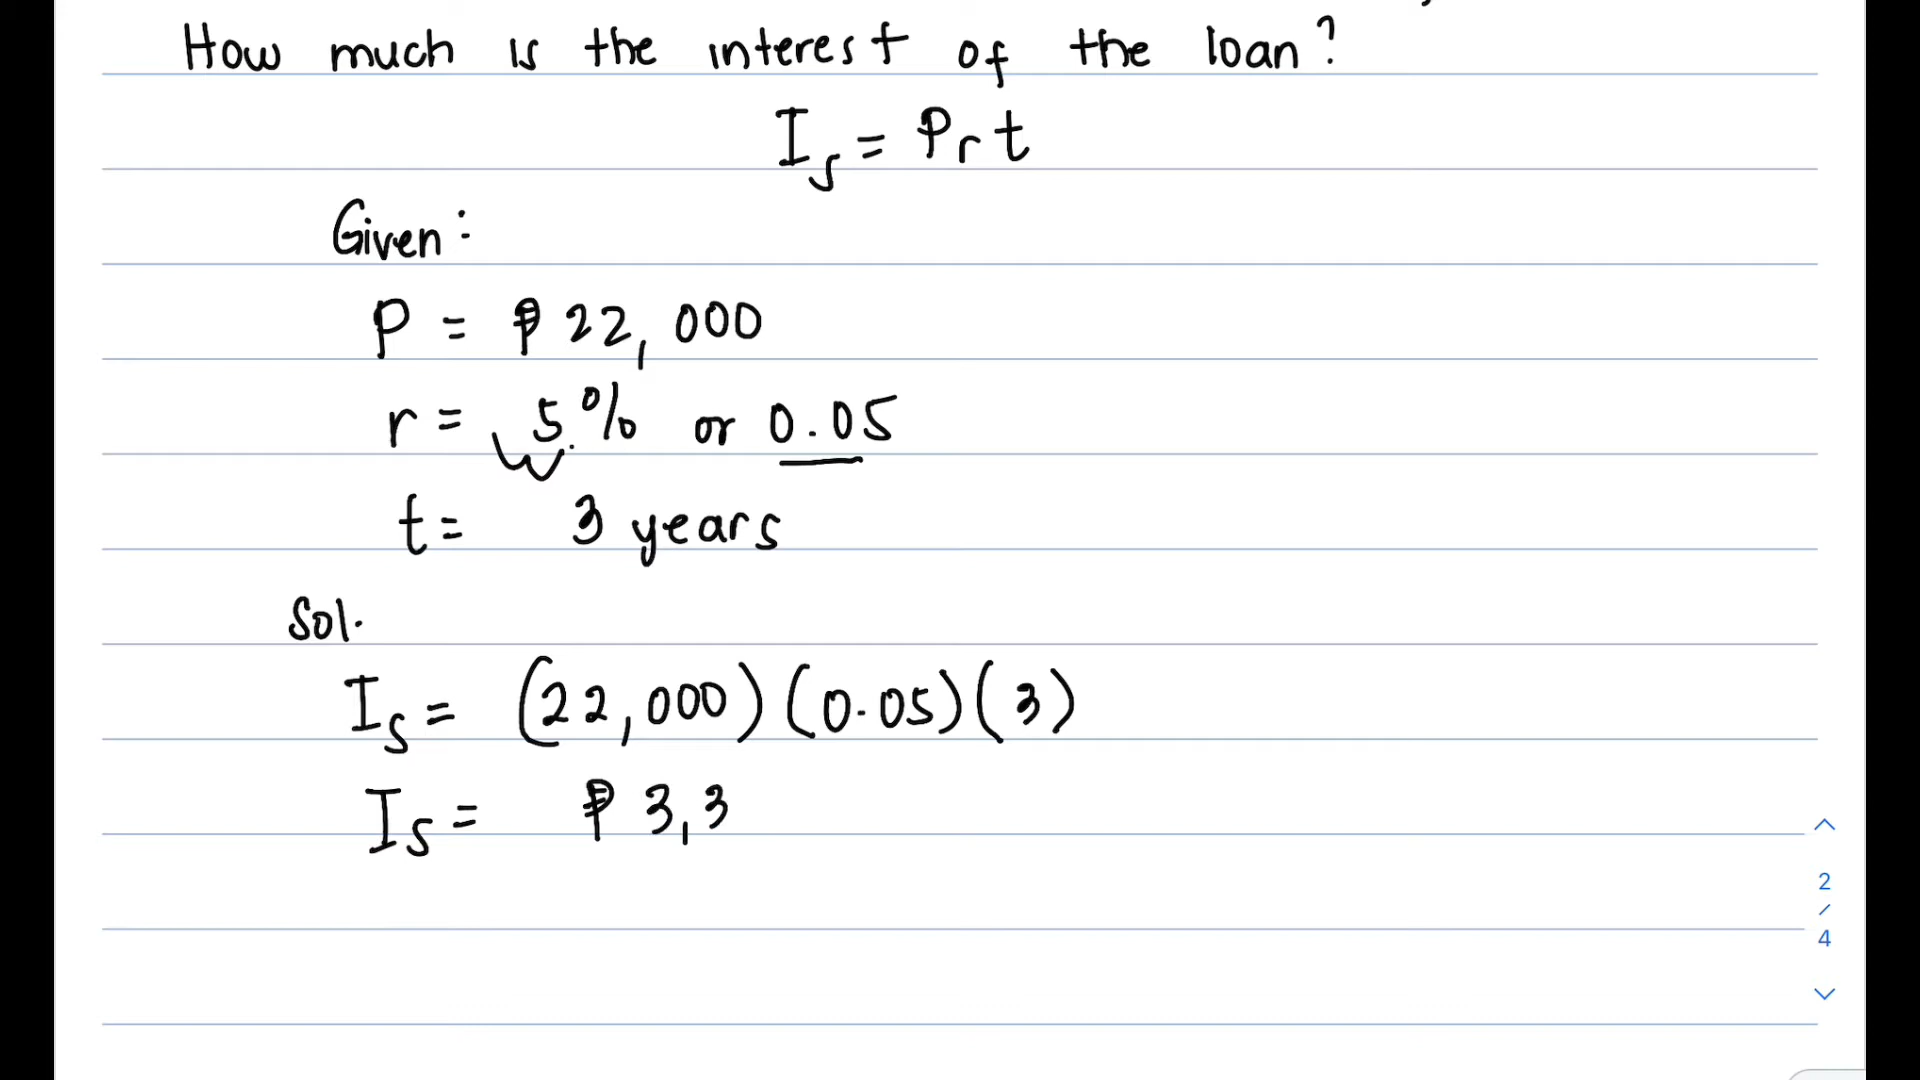 How much is the interest of the loan?
Is = Prt
Given:
P = ₱ 22,000
r = 5.% or 0.05
t = 3 years
Sol.
Is = (22,000)(0.05)(3)
Is = ₱ 3,3
2
/
4